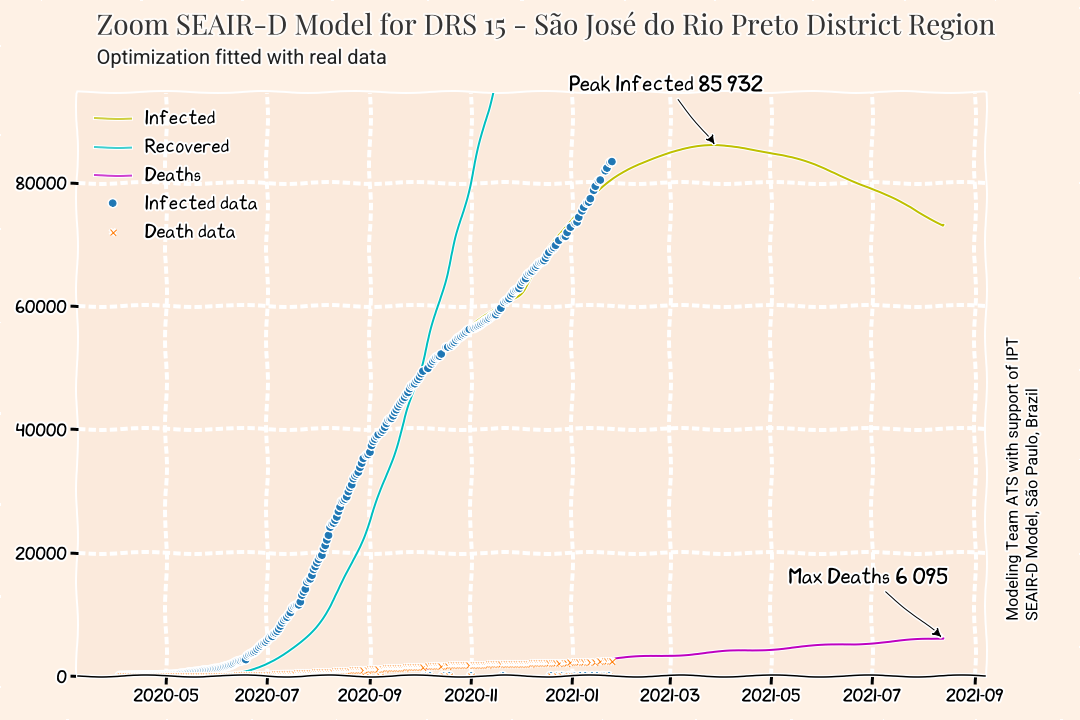 Zoom SEAIR-D Model for DRS 15 - São José do Rio Preto District Region
Optimization fitted with real data
Peak Infected 85 932
Infected
Recovered
Deaths
Infected data
Death data
80000
60000
40000
20000
0
Max Deaths 6 095
2020-05
2020-07
2020-09
2020-11
2021-01
2021-03
2021-05
2021-07
2021-09
Modeling Team ATS with support of IPT
SEAIR-D Model, São Paulo, Brazil